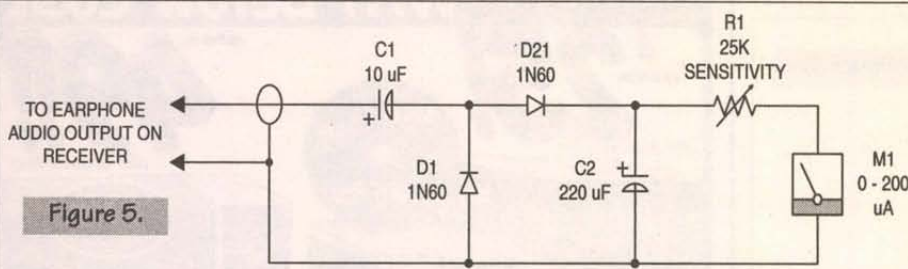 C1
10 uF
+
D21
1N60
R1
25K
SENSITIVITY
TO EARPHONE
AUDIO OUTPUT ON
RECEIVER
D1
1N60
C2
220 uF
+
M1
0 - 200
uA
Figure 5.